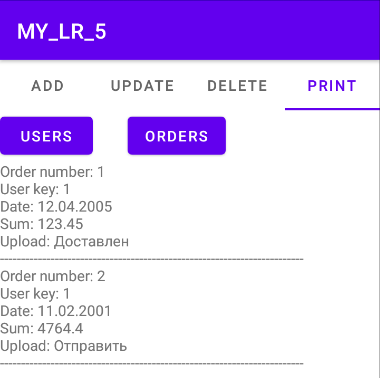 MY_LR_5
ADD UPDATE DELETE PRINT
USERS ORDERS
Order number: 1
User key: 1
Date: 12.04.2005
Sum: 123.45
Upload: Доставлен
----------------------------------------------------------------------------
Order number: 2
User key: 1
Date: 11.02.2001
Sum: 4764.4
Upload: Отправить
----------------------------------------------------------------------------